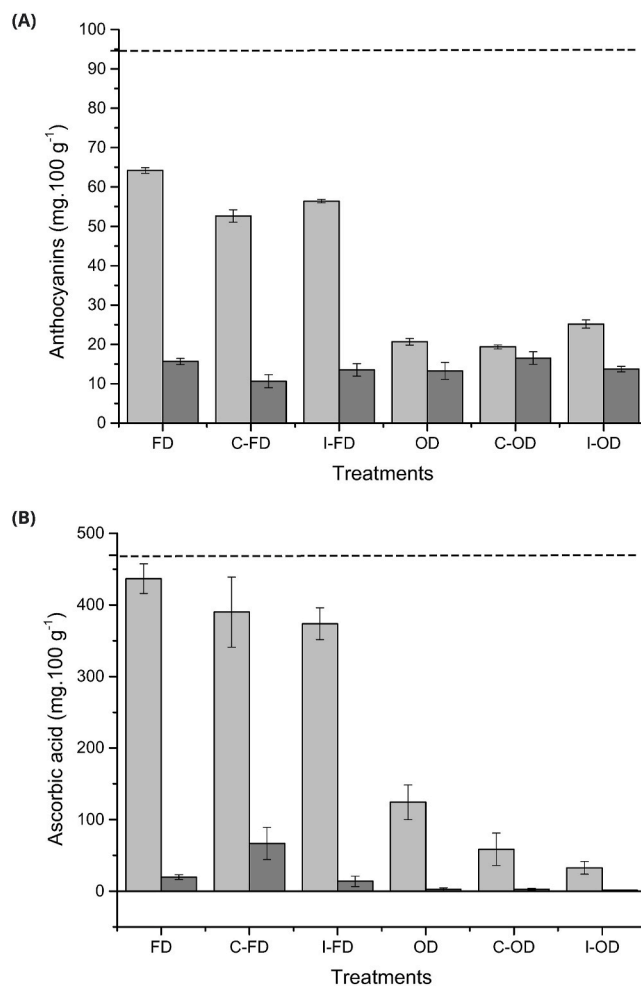 (A)
100
90
80
70
60
50
40
30
20
10
0
Anthocyanins (mg.100 g⁻¹)
FD C-FD I-FD OD C-OD I-OD
Treatments
(B)
500
400
300
200
100
0
Ascorbic acid (mg.100 g⁻¹)
FD C-FD I-FD OD C-OD I-OD
Treatments